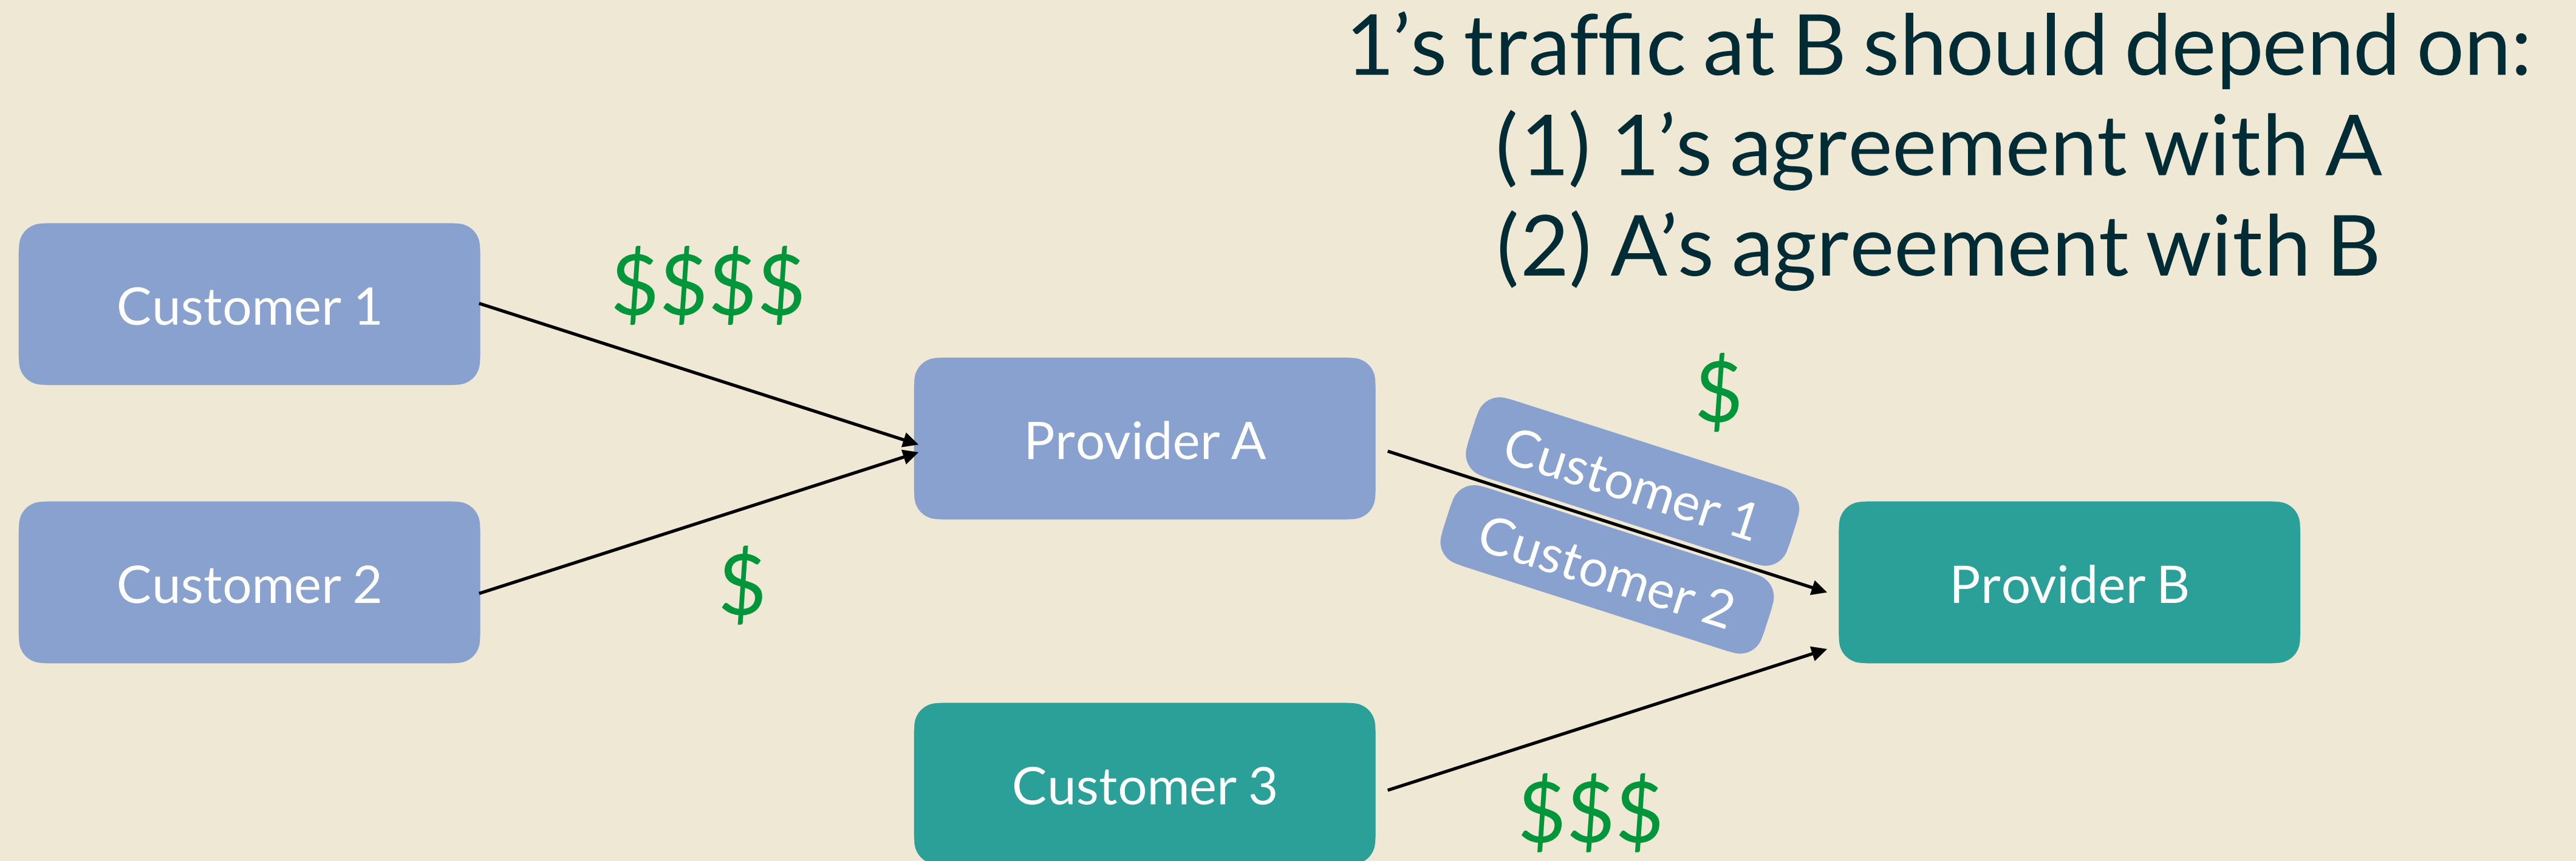 1’s traffic at B should depend on:
(1) 1’s agreement with A
(2) A’s agreement with B
Customer 1
$$$$
Provider A
$
Customer 1
Customer 2
Customer 2
$
Provider B
Customer 3
$$$